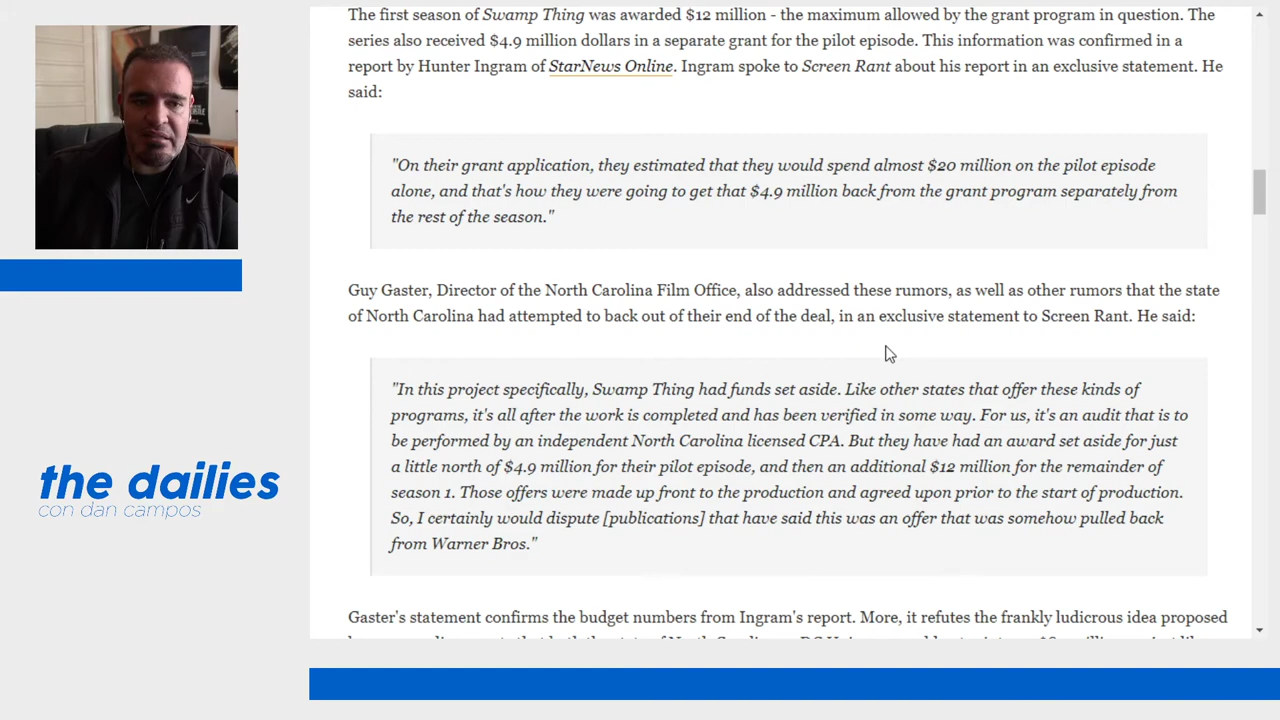 The first season of Swamp Thing was awarded $12 million - the maximum allowed by the grant program in question. The
series also received $4.9 million dollars in a separate grant for the pilot episode. This information was confirmed in a
report by Hunter Ingram of StarNews Online. Ingram spoke to Screen Rant about his report in an exclusive statement. He
said:
"On their grant application, they estimated that they would spend almost $20 million on the pilot episode
alone, and that's how they were going to get that $4.9 million back from the grant program separately from
the rest of the season."
Guy Gaster, Director of the North Carolina Film Office, also addressed these rumors, as well as other rumors that the state
of North Carolina had attempted to back out of their end of the deal, in an exclusive statement to Screen Rant. He said:
"In this project specifically, Swamp Thing had funds set aside. Like other states that offer these kinds of
programs, it's all after the work is completed and has been verified in some way. For us, it's an audit that is to
be performed by an independent North Carolina licensed CPA. But they have had an award set aside for just
a little north of $4.9 million for their pilot episode, and then an additional $12 million for the remainder of
season 1. Those offers were made up front to the production and agreed upon prior to the start of production.
So, I certainly would dispute [publications] that have said this was an offer that was somehow pulled back
from Warner Bros."
Gaster's statement confirms the budget numbers from Ingram's report. More, it refutes the frankly ludicrous idea proposed
the dailies
con dan campos